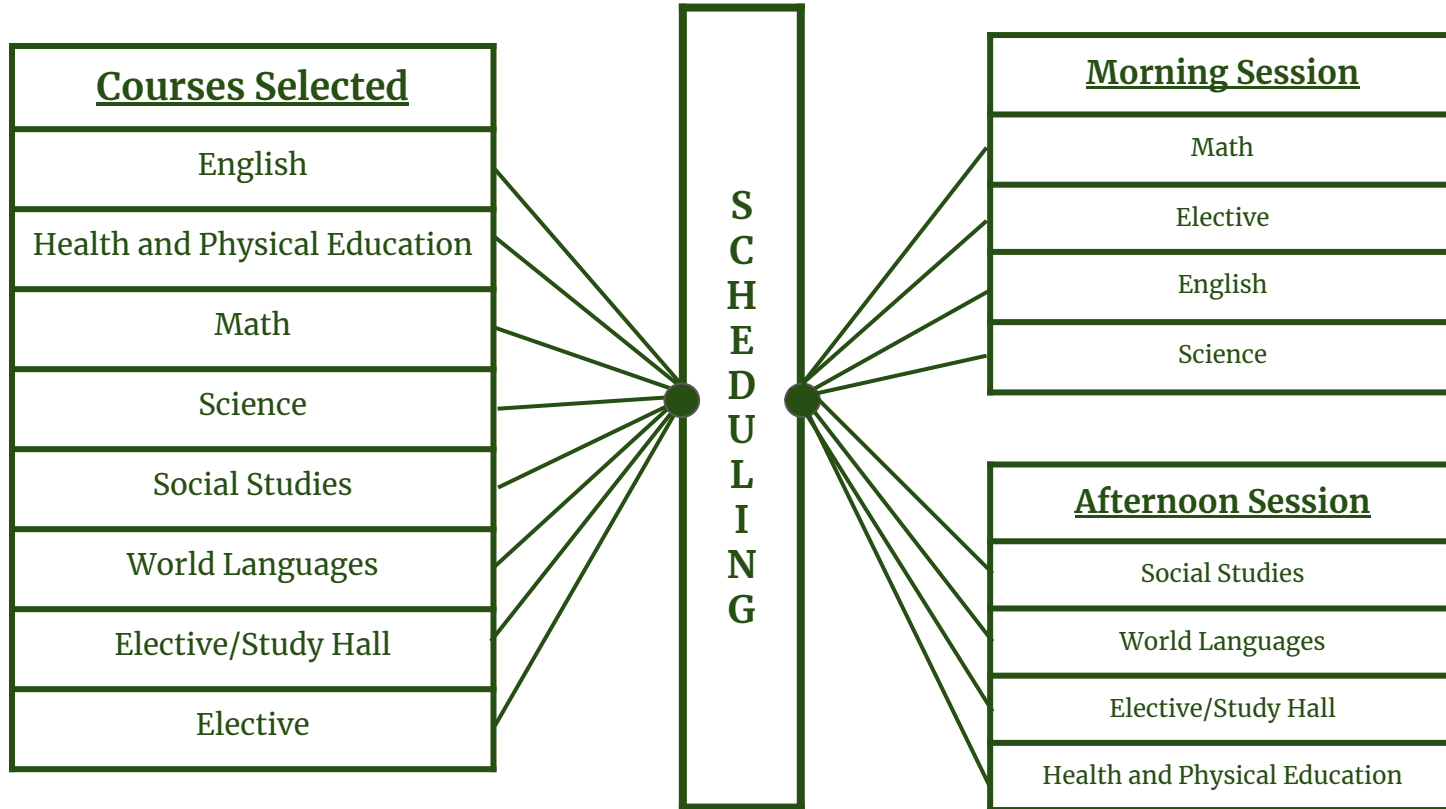 Courses Selected
English
Health and Physical Education
Math
Science
Social Studies
World Languages
Elective/Study Hall
Elective
S
C
H
E
D
U
L
I
N
G
Morning Session
Math
Elective
English
Science
Afternoon Session
Social Studies
World Languages
Elective/Study Hall
Health and Physical Education